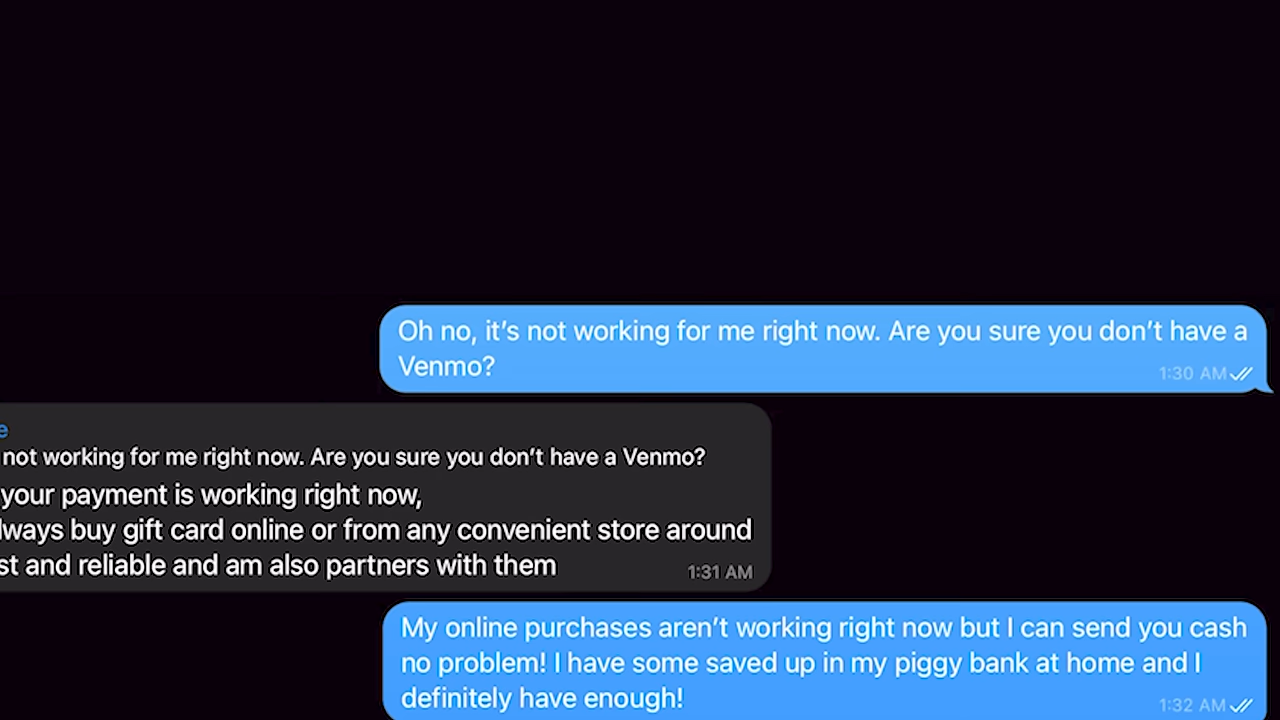 Oh no, it's not working for me right now. Are you sure you don't have a
Venmo?
1:30 AM
e
not working for me right now. Are you sure you don't have a Venmo?
your payment is working right now,
lways buy gift card online or from any convenient store around
st and reliable and am also partners with them
1:31 AM
My online purchases aren't working right now but I can send you cash
no problem! I have some saved up in my piggy bank at home and I
definitely have enough!
1:32 AM